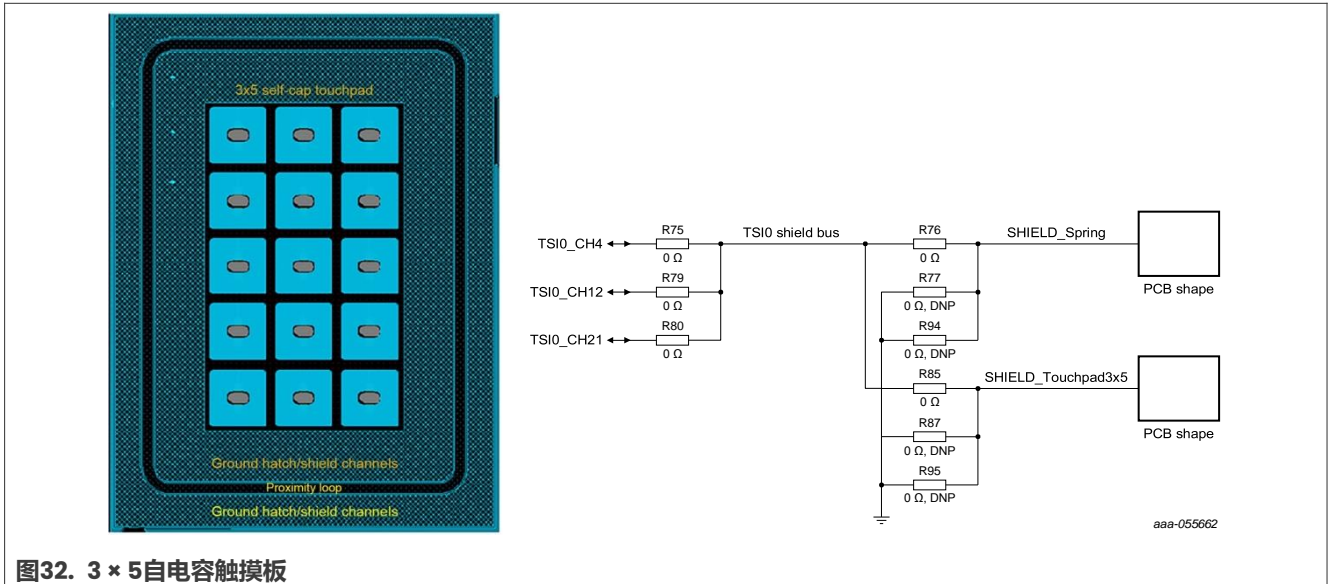 3x5 self-cap touchpad
Ground hatch/shield channels
Proximity loop
Ground hatch/shield channels
TSI0_CH4
R75
0 Ω
TSI0 shield bus
R76
0 Ω
SHIELD_Spring
PCB shape
TSI0_CH12
R79
0 Ω
R77
0 Ω, DNP
TSI0_CH21
R80
0 Ω
R94
0 Ω, DNP
R85
0 Ω
SHIELD_Touchpad3x5
PCB shape
R87
0 Ω, DNP
R95
0 Ω, DNP
aaa-055662
图32. 3 × 5自电容触摸板